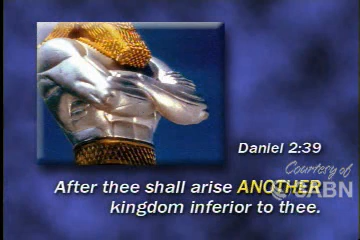 Daniel 2:39
Courtesy of
3ABN
After thee shall arise ANOTHER
kingdom inferior to thee.